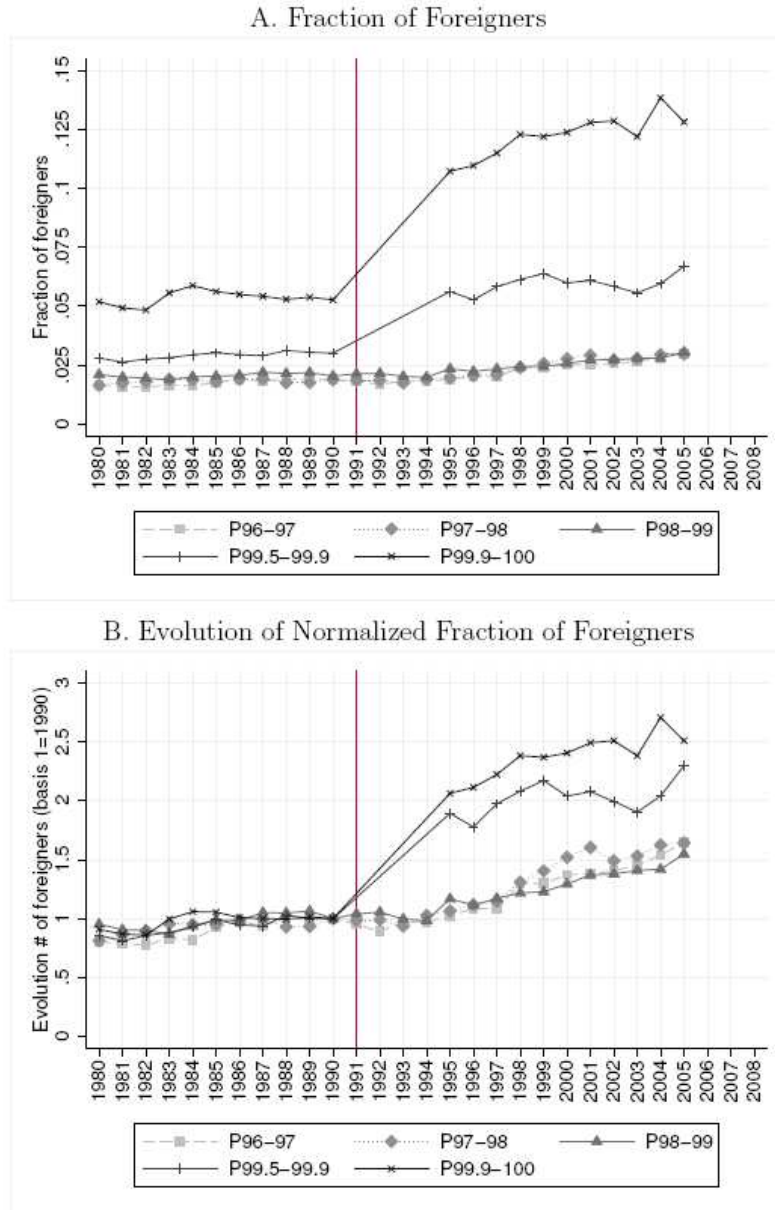 A. Fraction of Foreigners
Fraction of foreigners
.15
.125
.1
.075
.05
.025
0
1980 1981 1982 1983 1984 1985 1986 1987 1988 1989 1990 1991 1992 1993 1994 1995 1996 1997 1998 1999 2000 2001 2002 2003 2004 2005 2006 2007 2008
P96-97 P97-98 P98-99
P99.5-99.9 P99.9-100
B. Evolution of Normalized Fraction of Foreigners
Evolution # of foreigners (basis 1=1990)
3
2.5
2
1.5
1
.5
0
1980 1981 1982 1983 1984 1985 1986 1987 1988 1989 1990 1991 1992 1993 1994 1995 1996 1997 1998 1999 2000 2001 2002 2003 2004 2005 2006 2007 2008
P96-97 P97-98 P98-99
P99.5-99.9 P99.9-100